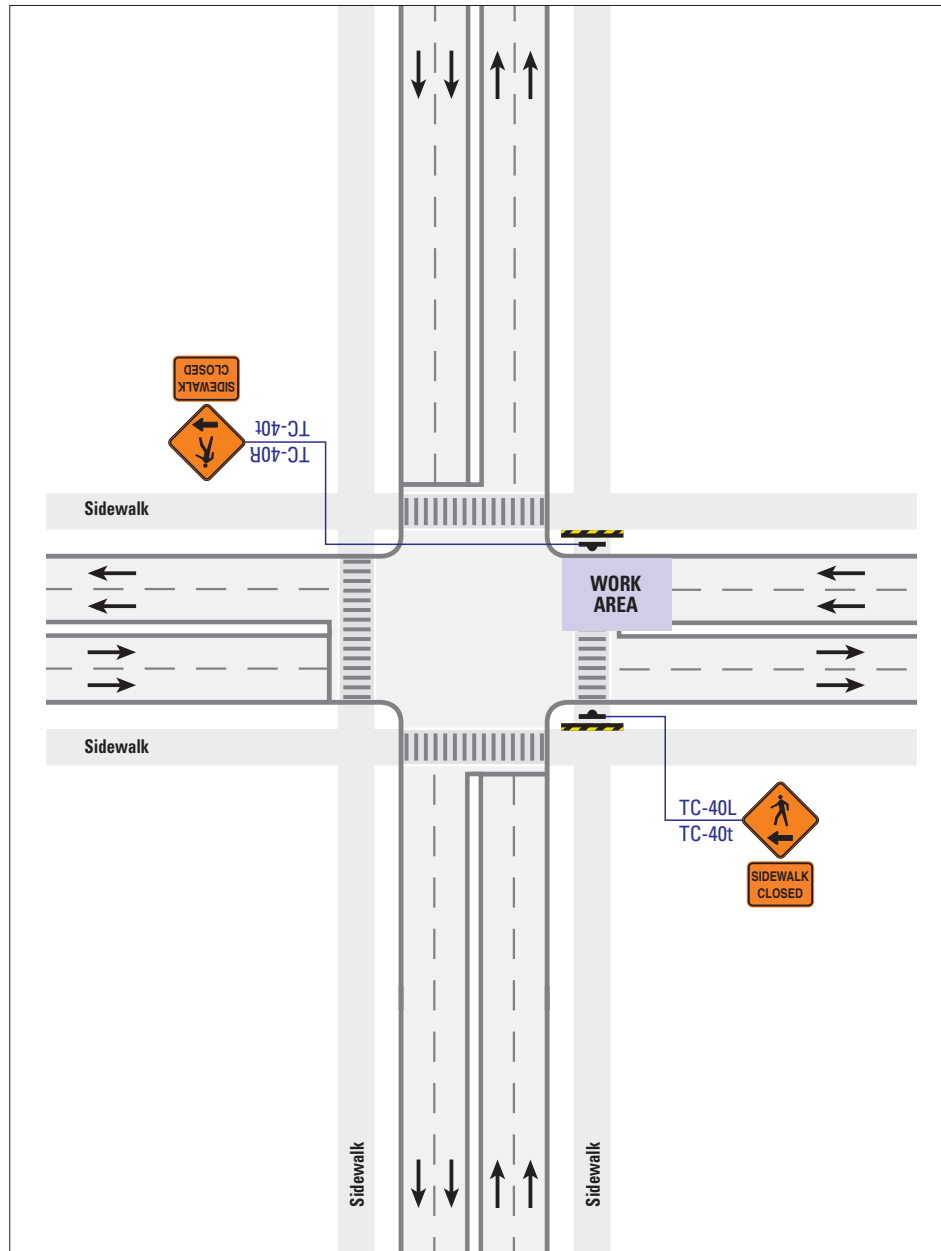 SIDEWALK
CLOSED
TC-40R
TC-40t
Sidewalk
WORK
AREA
Sidewalk
TC-40L
TC-40t
SIDEWALK
CLOSED
Sidewalk
Sidewalk